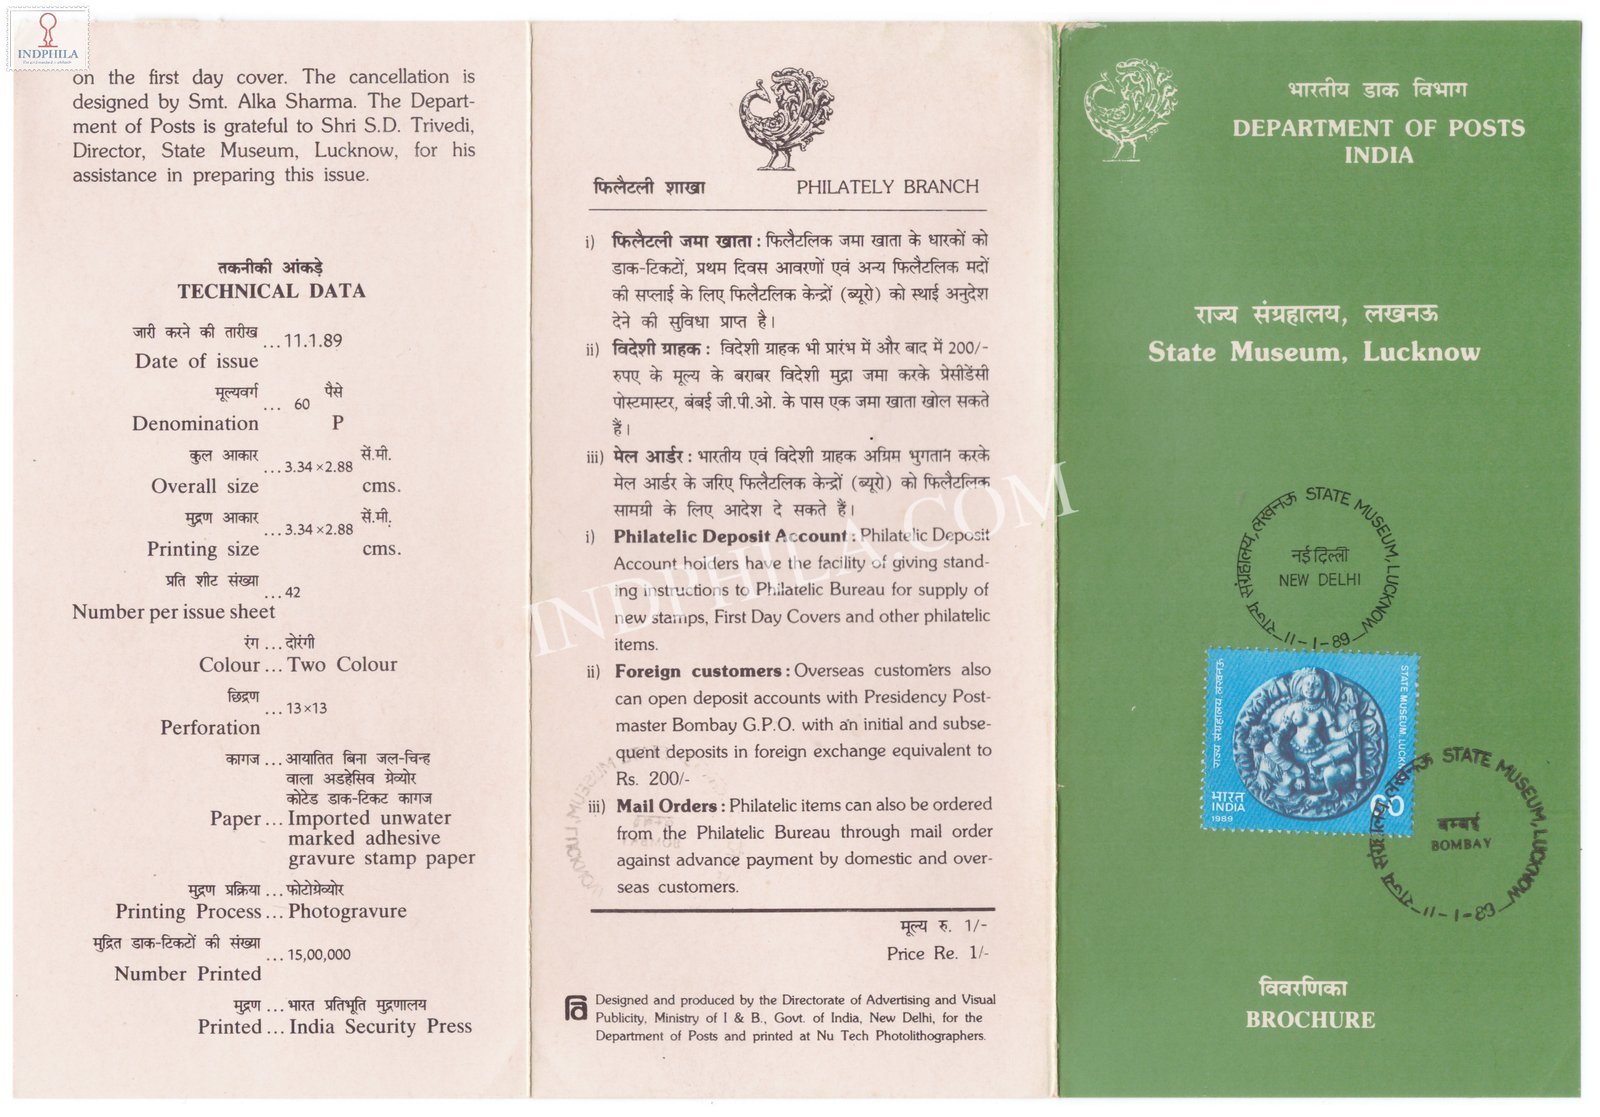 INDPHILA
on the first day cover. The cancellation is
designed by Smt. Alka Sharma. The Depart-
ment of Posts is grateful to Shri S.D. Trivedi,
Director, State Museum, Lucknow, for his
assistance in preparing this issue.
तकनीकी आंकड़े
TECHNICAL DATA
जारी करने की तारीख ... 11.1.89
Date of issue
मूल्यवर्ग ... 60 पैसे
Denomination P
कुल आकार ... 3.34 × 2.88 सें.मी.
Overall size cms.
मुद्रण आकार ... 3.34 × 2.88 सें.मी.
Printing size cms.
प्रति शीट संख्या ... 42
Number per issue sheet
रंग ... दोरंगी
Colour ... Two Colour
छिद्रण ... 13×13
Perforation
कागज ... आयातित बिना जल-चिन्ह
वाला अडहेसिव ग्रेव्योर
कोटेड डाक-टिकट कागज
Paper ... Imported unwater
marked adhesive
gravure stamp paper
मुद्रण प्रक्रिया ... फोटोग्रेव्योर
Printing Process ... Photogravure
मुद्रित डाक-टिकटों की संख्या ... 15,00,000
Number Printed
मुद्रण ... भारत प्रतिभूति मुद्रणालय
Printed ... India Security Press
फिलैटली शाखा PHILATELY BRANCH
i) फिलैटली जमा खाता : फिलैटलिक जमा खाता के धारकों को
डाक-टिकटों, प्रथम दिवस आवरणों एवं अन्य फिलैटलिक मदों
की सप्लाई के लिए फिलैटलिक केन्द्रों (ब्यूरो) को स्थाई अनुदेश
देने की सुविधा प्राप्त है।
ii) विदेशी ग्राहक : विदेशी ग्राहक भी प्रारंभ में और बाद में 200/-
रुपए के मूल्य के बराबर विदेशी मुद्रा जमा करके प्रेसीडेंसी
पोस्टमास्टर, बंबई जी.पी.ओ. के पास एक जमा खाता खोल सकते
हैं।
iii) मेल आर्डर : भारतीय एवं विदेशी ग्राहक अग्रिम भुगतान करके
मेल आर्डर के जरिए फिलैटलिक केन्द्रों (ब्यूरो) को फिलैटलिक
सामग्री के लिए आदेश दे सकते हैं।
i) Philatelic Deposit Account : Philatelic Deposit
Account holders have the facility of giving stand-
ing instructions to Philatelic Bureau for supply of
new stamps, First Day Covers and other philatelic
items.
ii) Foreign customers : Overseas customers also
can open deposit accounts with Presidency Post-
master Bombay G.P.O. with an initial and subse-
quent deposits in foreign exchange equivalent to
Rs. 200/-
iii) Mail Orders : Philatelic items can also be ordered
from the Philatelic Bureau through mail order
against advance payment by domestic and over-
seas customers.
मूल्य रु. 1/-
Price Re. 1/-
Designed and produced by the Directorate of Advertising and Visual
Publicity, Ministry of I & B., Govt. of India, New Delhi, for the
Department of Posts and printed at Nu Tech Photolithographers.
INDPHILA.COM
भारतीय डाक विभाग
DEPARTMENT OF POSTS
INDIA
राज्य संग्रहालय, लखनऊ
State Museum, Lucknow
राज्य संग्रहालय, लखनऊ STATE MUSEUM, LUCKNOW
नई दिल्ली
NEW DELHI
11-1-89
राज्य संग्रहालय लखनऊ
STATE MUSEUM, LUCKN
भारत
INDIA
1989
60
राज्य संग्रहालय, लखनऊ STATE MUSEUM, LUCKNOW
बम्बई
BOMBAY
11-1-89
विवरणिका
BROCHURE